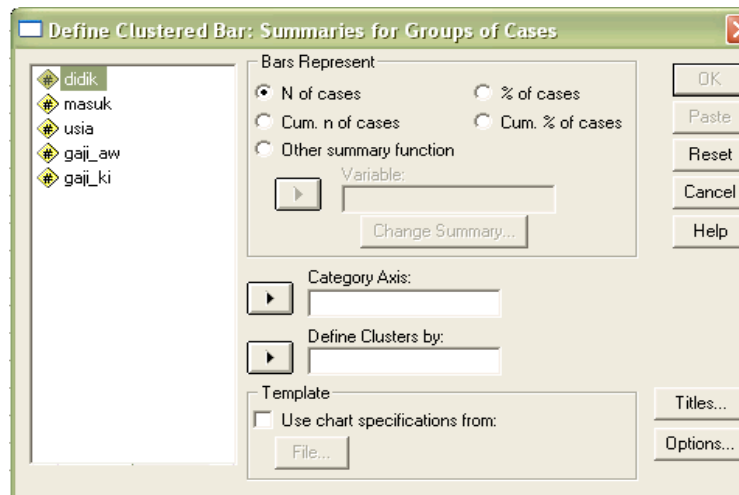 Define Clustered Bar: Summaries for Groups of Cases
didik
masuk
usia
gaji_aw
gaji_ki
Bars Represent
N of cases
% of cases
Cum. n of cases
Cum. % of cases
Other summary function
Variable:
Change Summary...
Category Axis:
Define Clusters by:
Template
Use chart specifications from:
File...
OK
Paste
Reset
Cancel
Help
Titles...
Options...